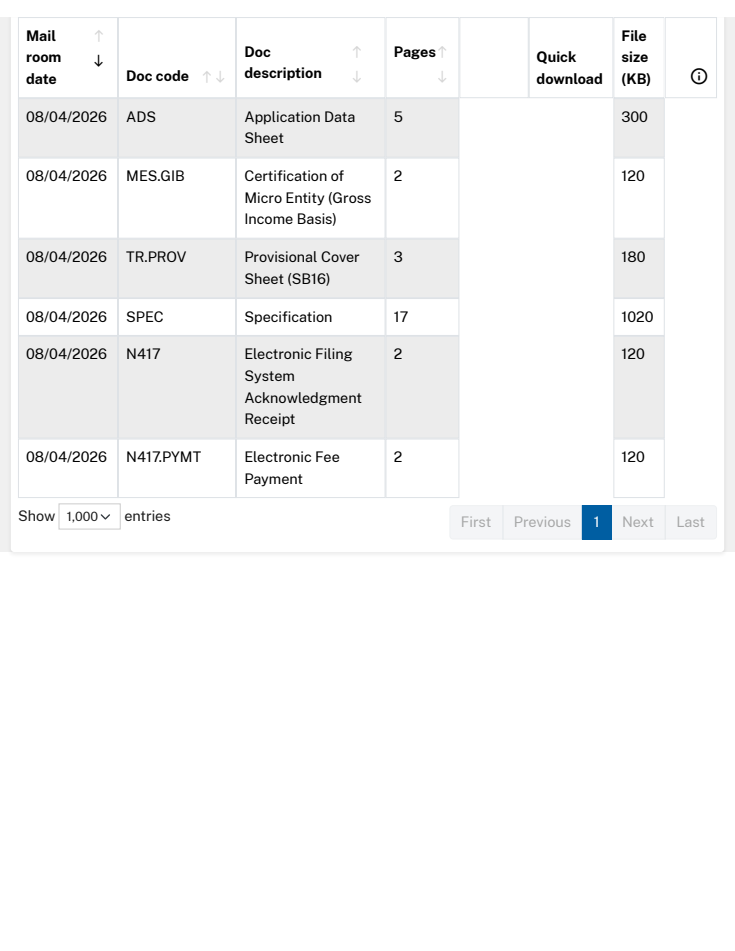 Mail room date Doc code Doc description Pages Quick download File size (KB)
08/04/2026 ADS Application Data Sheet 5 300
08/04/2026 MES.GIB Certification of Micro Entity (Gross Income Basis) 2 120
08/04/2026 TR.PROV Provisional Cover Sheet (SB16) 3 180
08/04/2026 SPEC Specification 17 1020
08/04/2026 N417 Electronic Filing System Acknowledgment Receipt 2 120
08/04/2026 N417.PYMT Electronic Fee Payment 2 120
Show 1,000 entries First Previous 1 Next Last